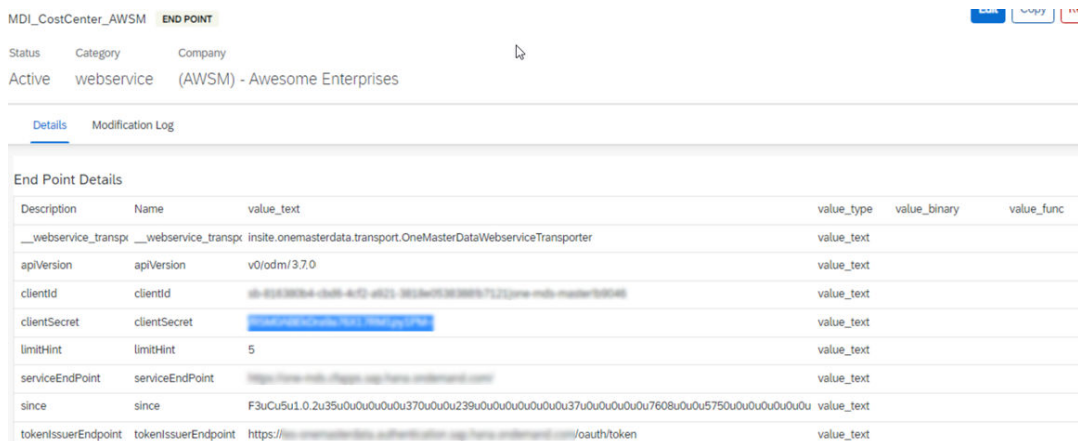 MDI_CostCenter_AWSM END POINT Edit Copy
Status Category Company
Active webservice (AWSM) - Awesome Enterprises
Details Modification Log
End Point Details
Description Name value_text value_type value_binary value_func
__webservice_transpo __webservice_transpo insite.onemasterdata.transport.OneMasterDataWebserviceTransporter value_text
apiVersion apiVersion v0/odm/3.7.0 value_text
clientId clientId value_text
clientSecret clientSecret value_text
limitHint limitHint 5 value_text
serviceEndPoint serviceEndPoint value_text
since since F3uCu5u1.0.2u35u0u0u0u0u0u370u0u0u239u0u0u0u0u0u0u0u37u0u0u0u0u0u7608u0u0u5750u0u0u0u0u0u0u value_text
tokenIssuerEndpoint tokenIssuerEndpoint https:// /oauth/token value_text